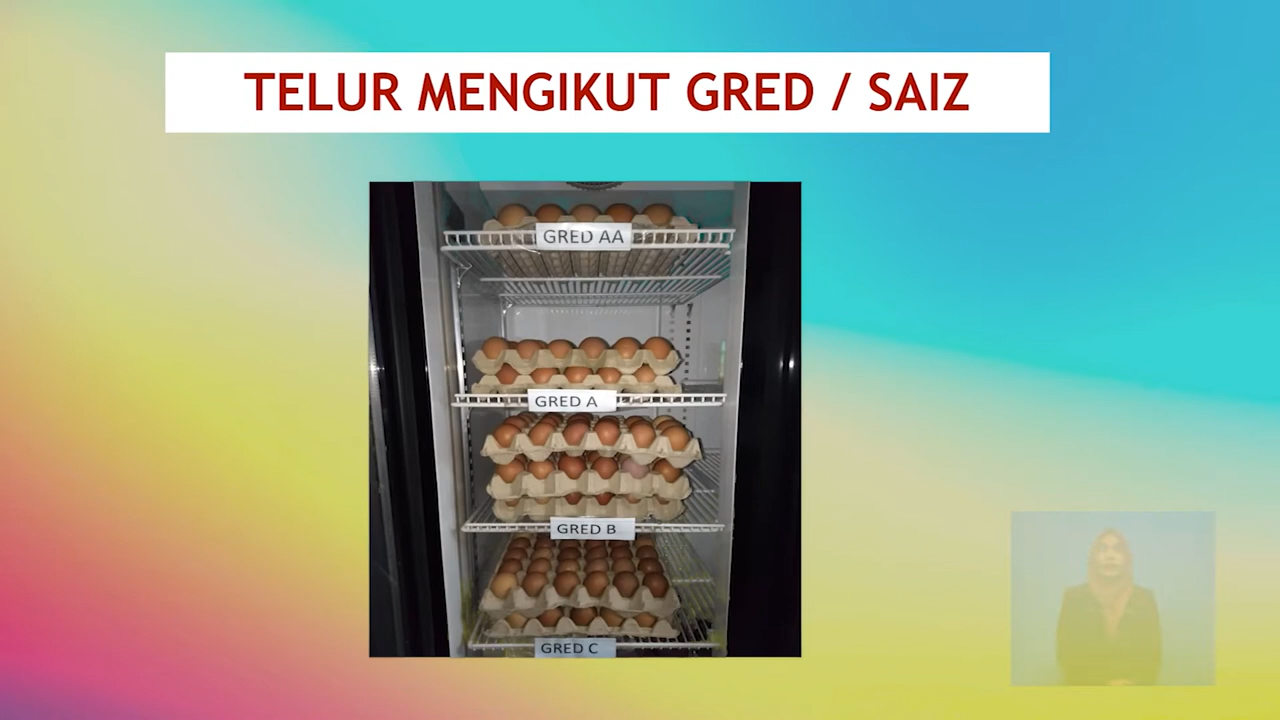 TELUR MENGIKUT GRED / SAIZ
GRED AA
GRED A
GRED B
GRED C